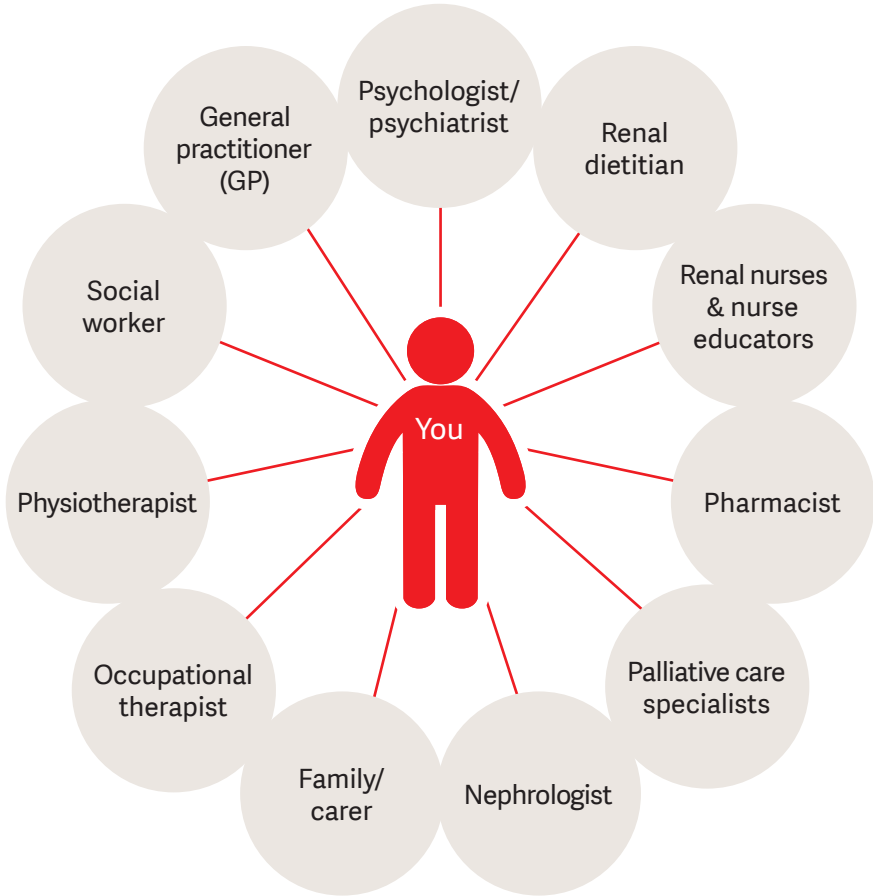 Psychologist/
psychiatrist
Renal
dietitian
Renal nurses
& nurse
educators
Pharmacist
Palliative care
specialists
Nephrologist
Family/
carer
Occupational
therapist
Physiotherapist
Social
worker
General
practitioner
(GP)
You